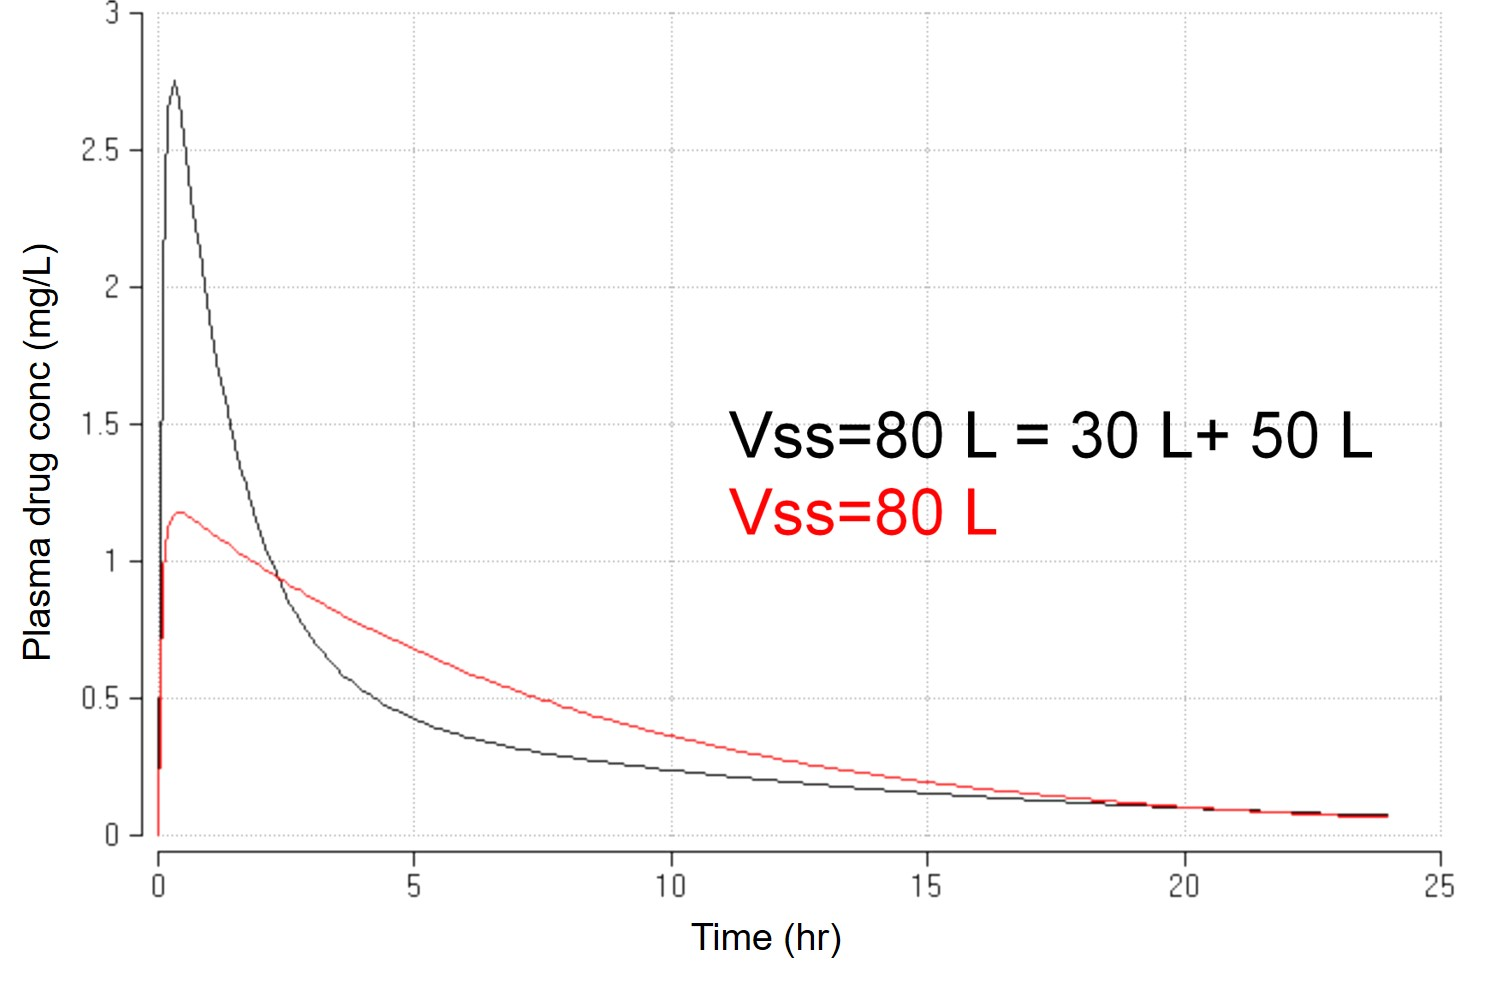 3
2.5
2
1.5
1
0.5
0
Plasma drug conc (mg/L)
Vss=80 L = 30 L+ 50 L
Vss=80 L
0 5 10 15 20 25
Time (hr)